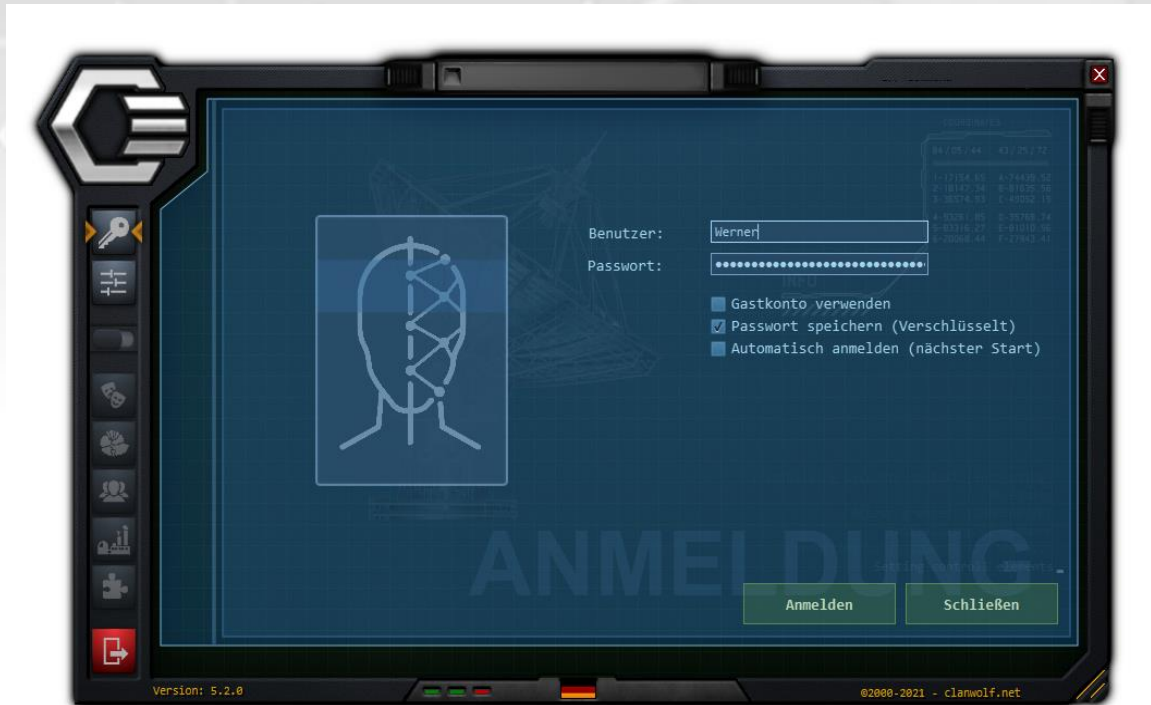 Benutzer: Werner
Passwort: •••••••••••••••••••••••••••••
Gastkonto verwenden
Passwort speichern (Verschlüsselt)
Automatisch anmelden (nächster Start)
INFO
ANMELDUNG
Anmelden Schließen
Version: 5.2.0 ©2000-2021 - clanwolf.net